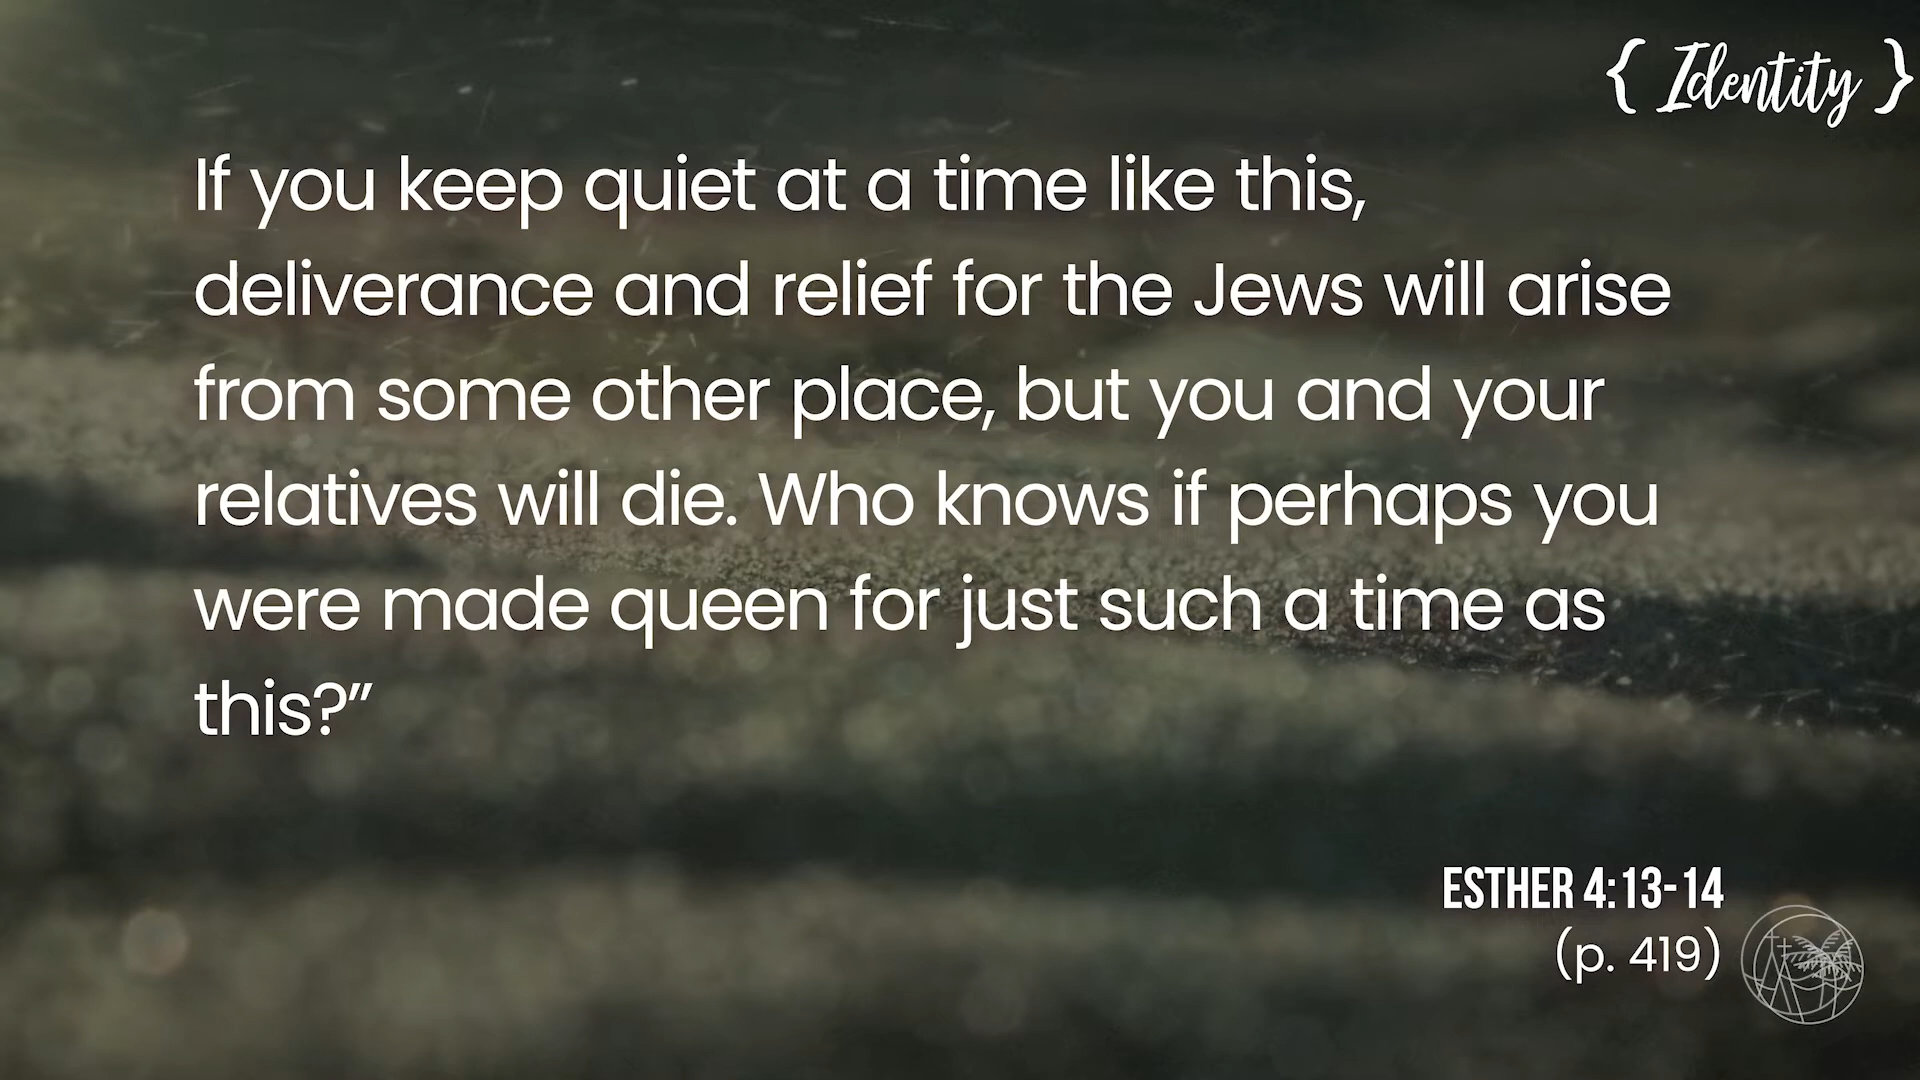 { Identity }
If you keep quiet at a time like this,
deliverance and relief for the Jews will arise
from some other place, but you and your
relatives will die. Who knows if perhaps you
were made queen for just such a time as
this?”
ESTHER 4:13-14
(p. 419)